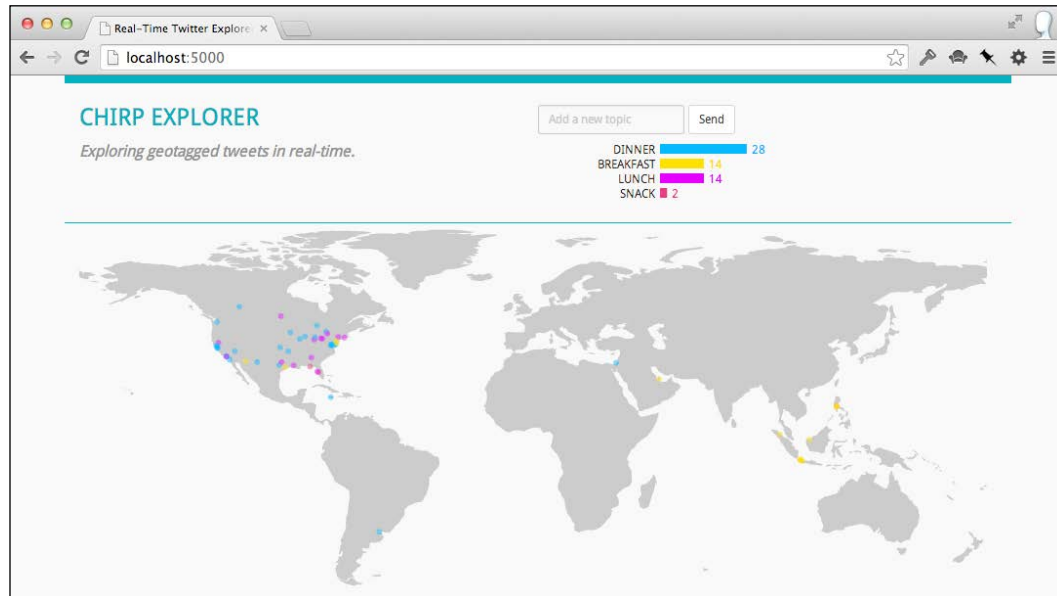 Real-Time Twitter Explore
localhost:5000
CHIRP EXPLORER
Exploring geotagged tweets in real-time.
Add a new topic
Send
DINNER 28
BREAKFAST 14
LUNCH 14
SNACK 2